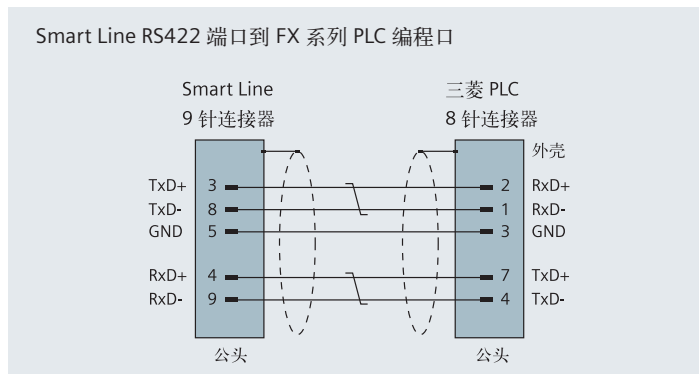 Smart Line RS422 端口到 FX 系列 PLC 编程口
Smart Line
9 针连接器
三菱 PLC
8 针连接器
外壳
TxD+ 3 2 RxD+
TxD- 8 1 RxD-
GND 5 3 GND
RxD+ 4 7 TxD+
RxD- 9 4 TxD-
公头 公头